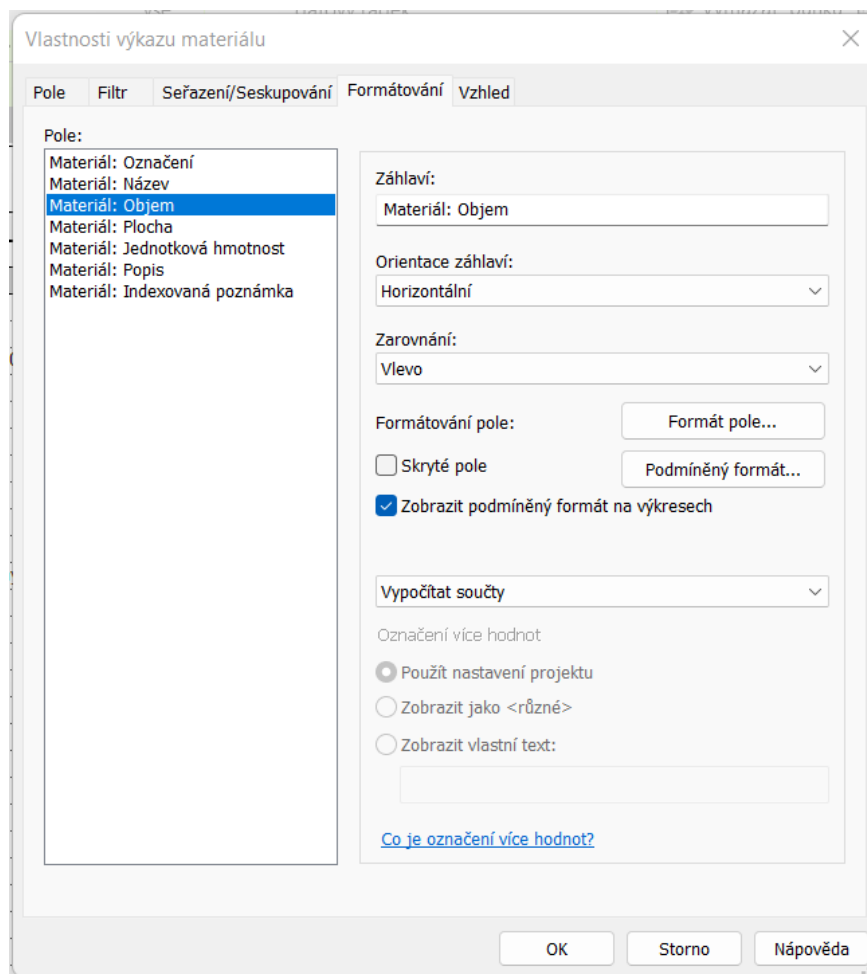 Vlastnosti výkazu materiálu
Pole
Filtr
Seřazení/Seskupování
Formátování
Vzhled
Pole:
Materiál: Označení
Materiál: Název
Materiál: Objem
Materiál: Plocha
Materiál: Jednotková hmotnost
Materiál: Popis
Materiál: Indexovaná poznámka
Záhlaví:
Materiál: Objem
Orientace záhlaví:
Horizontální
Zarovnání:
Vlevo
Formátování pole:
Formát pole...
Skryté pole
Podmíněný formát...
Zobrazit podmíněný formát na výkresech
Vypočítat součty
Označení více hodnot
Použít nastavení projektu
Zobrazit jako <různé>
Zobrazit vlastní text:
Co je označení více hodnot?
OK
Storno
Nápověda